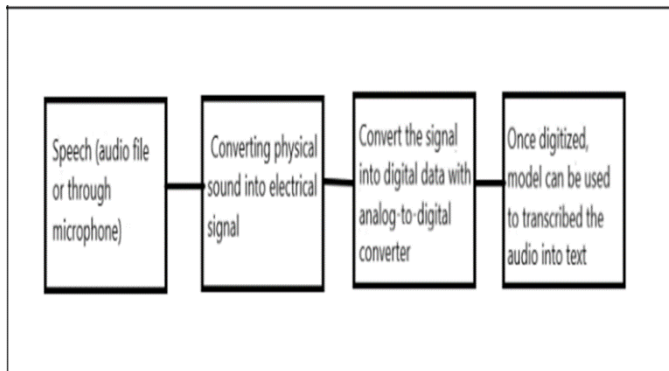 Speech (audio file
or through
microphone)
Converting physical
sound into electrical
signal
Convert the signal
into digital data with
analog-to-digital
converter
Once digitized,
model can be used
to transcribed the
audio into text